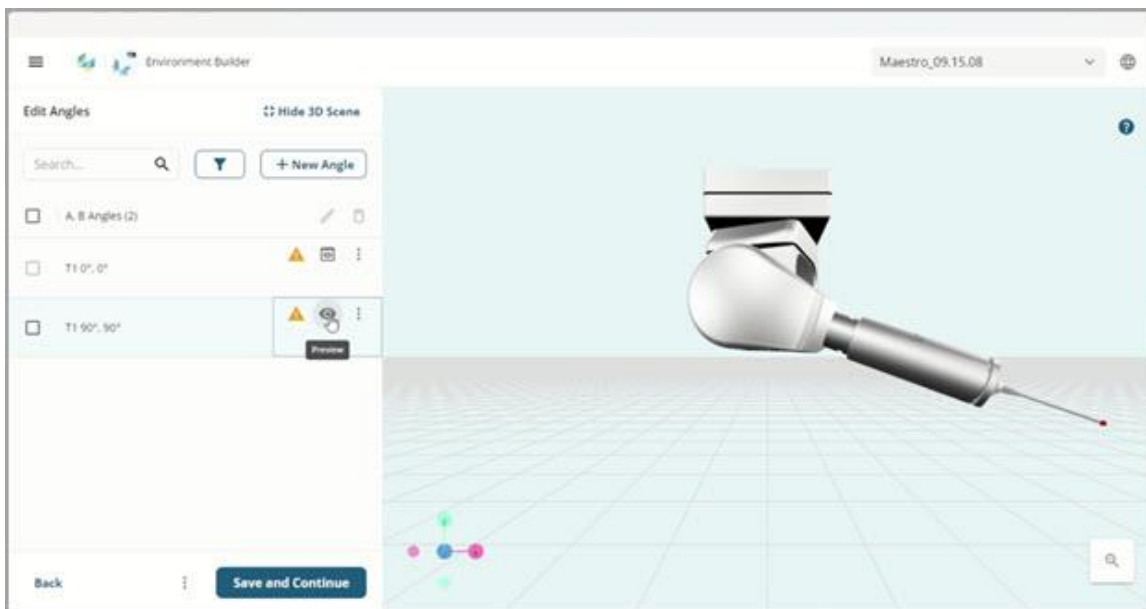 Environment Builder
Maestro_09.15.08
Edit Angles
Hide 3D Scene
Search...
+ New Angle
A, B Angles (2)
T1 0°, 0°
T1 90°, 90°
Preview
Back
Save and Continue